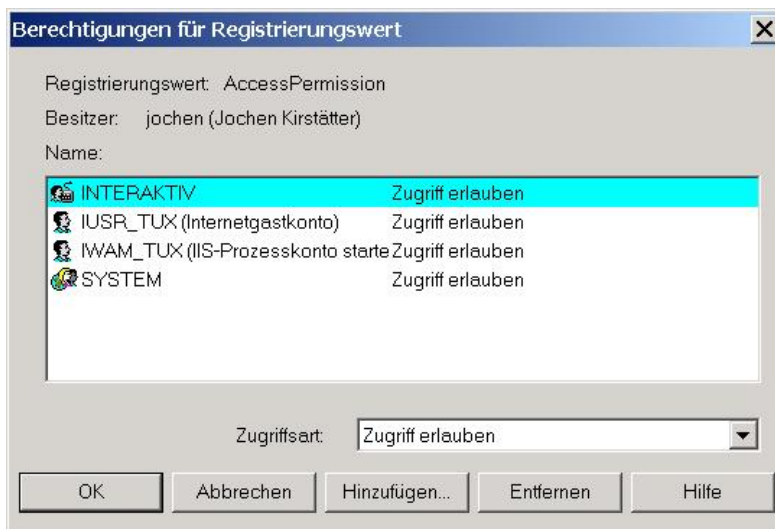 Berechtigungen für Registrierungswert
Registrierungswert: AccessPermission
Besitzer: jochen (Jochen Kirstätter)
Name:
INTERAKTIV Zugriff erlauben
IUSR_TUX (Internetgastkonto) Zugriff erlauben
IWAM_TUX (IIS-Prozesskonto starte Zugriff erlauben
SYSTEM Zugriff erlauben
Zugriffsart: Zugriff erlauben
OK Abbrechen Hinzufügen... Entfernen Hilfe